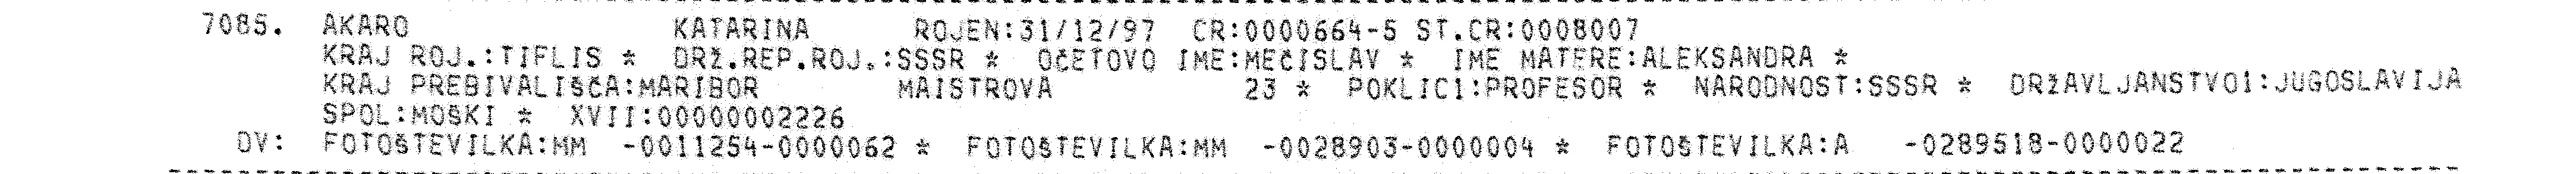 7085. AKARO KATARINA ROJEN:31/12/97 CR:0000664-5 ST.CR:0008007
KRAJ ROJ.:TIFLIS * DRŽ.REP.ROJ.:SSSR * OČETOVO IME:MEČISLAV * IME MATERE:ALEKSANDRA *
KRAJ PREBIVALIŠČA:MARIBOR MAISTROVA 23 * POKLIC1:PROFESOR * NARODNOST:SSSR * DRŽAVLJANSTVO1:JUGOSLAVIJA
SPOL:MOŠKI * XVII:00000002226
DV: FOTOŠTEVILKA:MM -0011254-0000062 * FOTOŠTEVILKA:MM -0028903-0000004 * FOTOŠTEVILKA:A -0289518-0000022